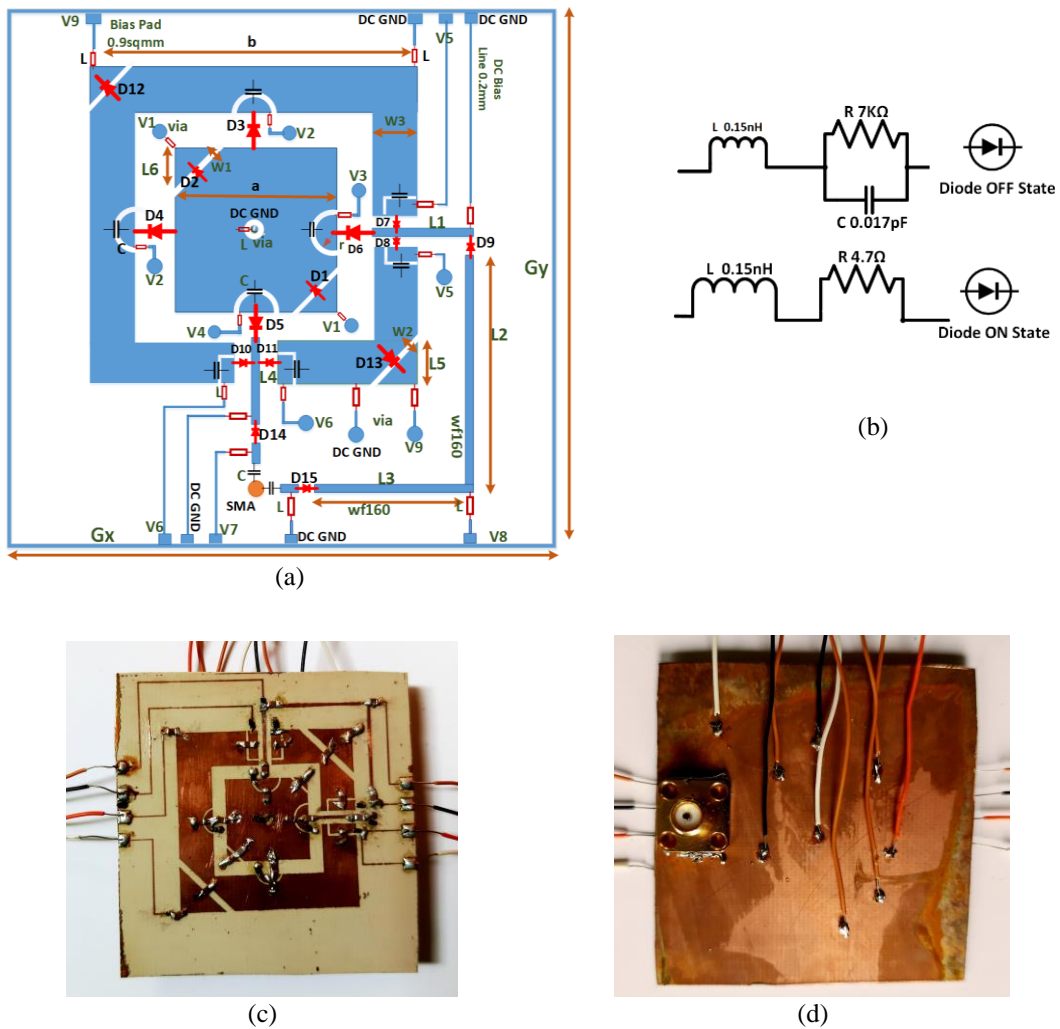 V9
DC GND
V5
DC GND
Bias Pad
0.9sqmm
b
L
L
DC Bias
Line 0.2mm
D12
V1
via
D3
V2
W3
L6
W1
D2
a
V3
D4
DC GND
L
via
r
D6
D7
D8
L1
D9
C
V2
Gy
C
D1
V5
V4
D5
V1
L2
W2
D10
D11
D13
L5
L4
L
V6
via
V9
DC GND
wf160
D14
C
D15
L3
SMA
L
wf160
L
DC GND
V6
V7
Gx
DC GND
V8
(a)
R 7KΩ
L 0.15nH
Diode OFF State
C 0.017pF
L 0.15nH
R 4.7Ω
Diode ON State
(b)
(c)
(d)